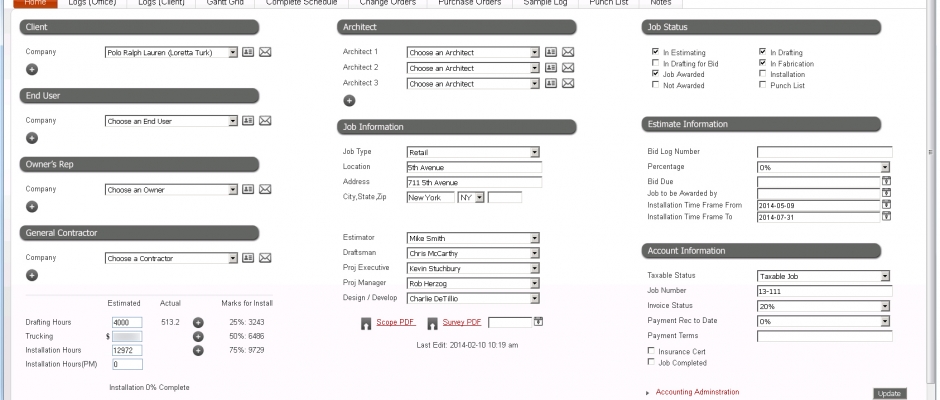 Home Logs (Office) Logs (Client) Gantt Grid Complete Schedule Change Orders Purchase Orders Sample Log Punch List Notes
Client
Company Polo Ralph Lauren (Loretta Turk)
End User
Company Choose an End User
Owner's Rep
Company Choose an Owner
General Contractor
Company Choose a Contractor
Estimated Actual Marks for Install
Drafting Hours 4000 513.2 25%: 3243
Trucking $ 50%: 6486
Installation Hours 12972 75%: 9729
Installation Hours(PM) 0
Installation 0% Complete
Architect
Architect 1 Choose an Architect
Architect 2 Choose an Architect
Architect 3 Choose an Architect
Job Information
Job Type Retail
Location 5th Avenue
Address 711 5th Avenue
City,State,Zip New York NY
Estimator Mike Smith
Draftsman Chris McCarthy
Proj Executive Kevin Stuchbury
Proj Manager Rob Herzog
Design / Develop Charlie DeTillio
Scope PDF Survey PDF
Last Edit: 2014-02-10 10:19 am
Job Status
In Estimating In Drafting
In Drafting for Bid In Fabrication
Job Awarded Installation
Not Awarded Punch List
Estimate Information
Bid Log Number
Percentage 0%
Bid Due
Job to be Awarded by
Installation Time Frame From 2014-05-09
Installation Time Frame To 2014-07-31
Account Information
Taxable Status Taxable Job
Job Number 13-111
Invoice Status 20%
Payment Rec to Date 0%
Payment Terms
Insurance Cert
Job Completed
Accounting Adminstration
Update